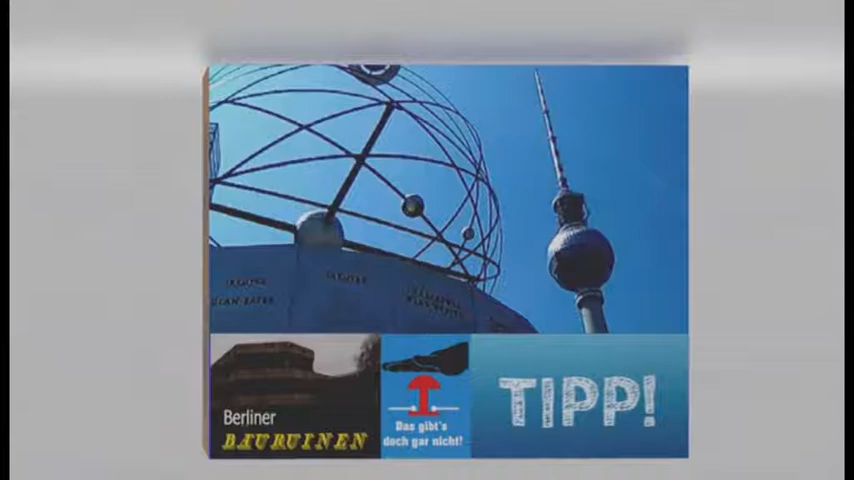 Berliner
BAURUINEN
Das gibt's
doch gar nicht!
TIPP!